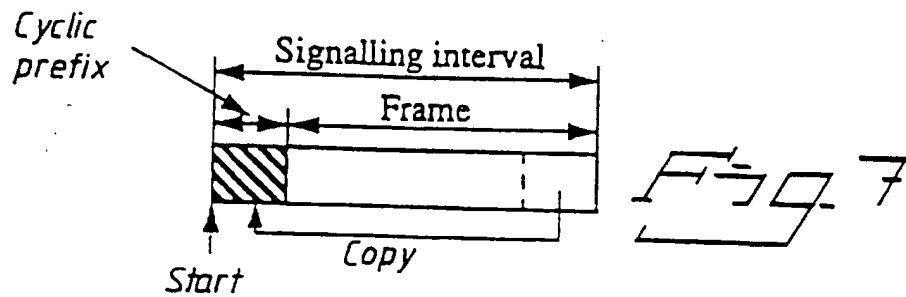 Cyclic
prefix
Signalling interval
Frame
Copy
Start
Fig. 7